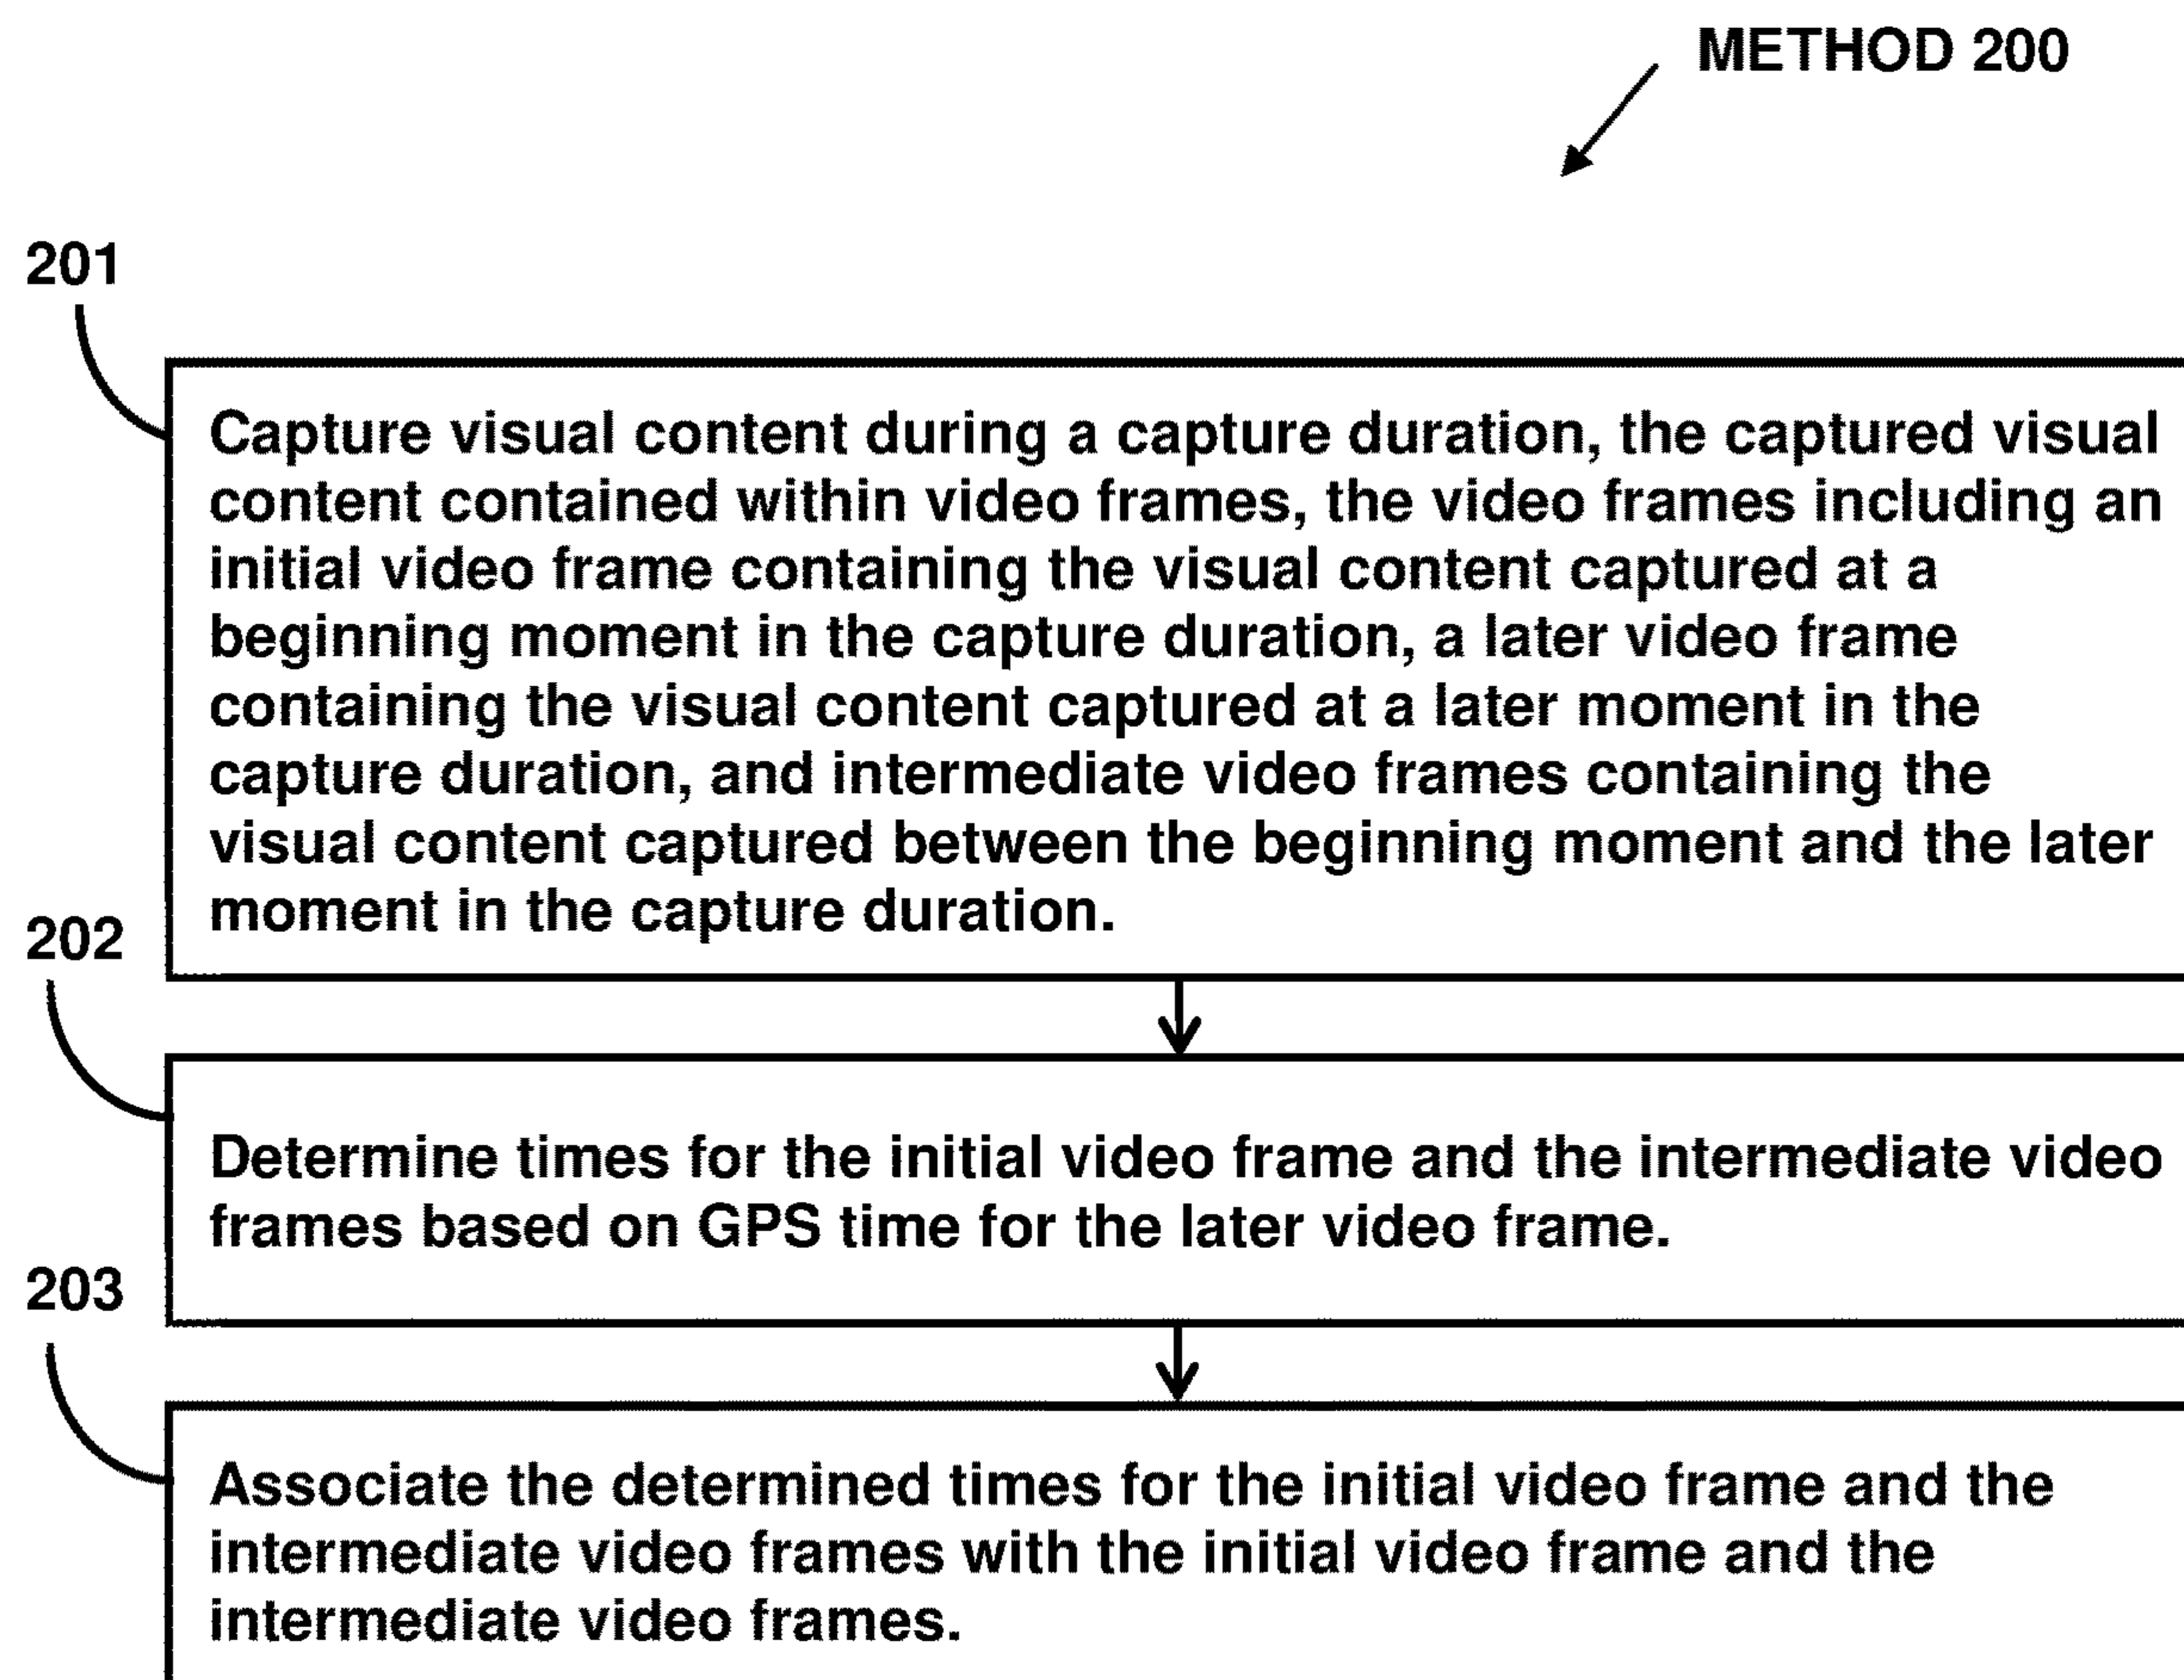 METHOD 200
201
Capture visual content during a capture duration, the captured visual
content contained within video frames, the video frames including an
initial video frame containing the visual content captured at a
beginning moment in the capture duration, a later video frame
containing the visual content captured at a later moment in the
capture duration, and intermediate video frames containing the
visual content captured between the beginning moment and the later
moment in the capture duration.
202
Determine times for the initial video frame and the intermediate video
frames based on GPS time for the later video frame.
203
Associate the determined times for the initial video frame and the
intermediate video frames with the initial video frame and the
intermediate video frames.